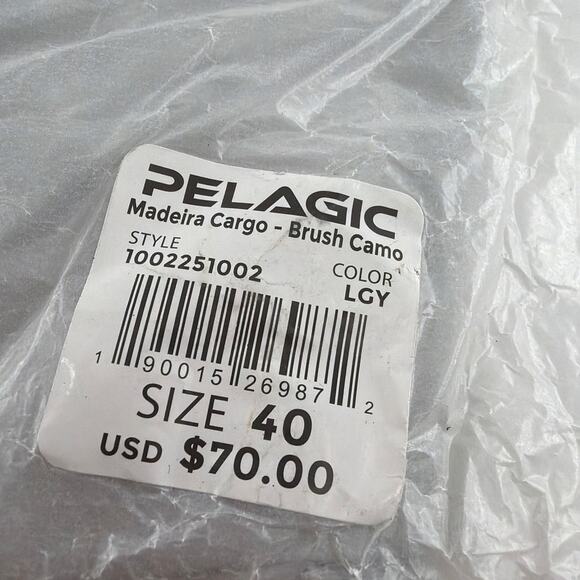 PELAGIC
Madeira Cargo - Brush Camo
STYLE
1002251002
COLOR
LGY
1 90015 26987 2
SIZE 40
USD $70.00